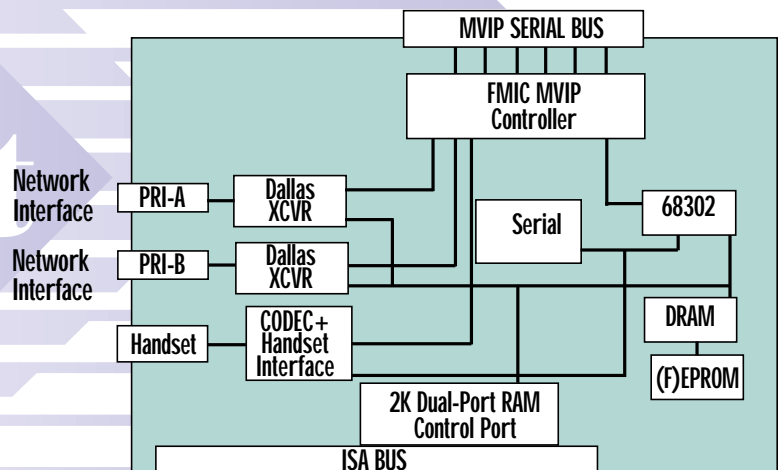 MVIP SERIAL BUS
FMIC MVIP
Controller
Network
Interface
PRI-A
Dallas
XCVR
68302
Serial
Network
Interface
PRI-B
Dallas
XCVR
DRAM
Handset
CODEC+
Handset
Interface
(F)EPROM
2K Dual-Port RAM
Control Port
ISA BUS